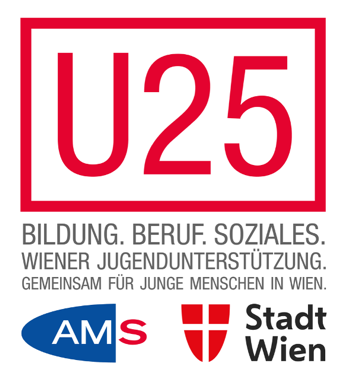 U25
BILDUNG. BERUF. SOZIALES.
WIENER JUGENDUNTERSTÜTZUNG.
GEMEINSAM FÜR JUNGE MENSCHEN IN WIEN.
AMS
Stadt
Wien